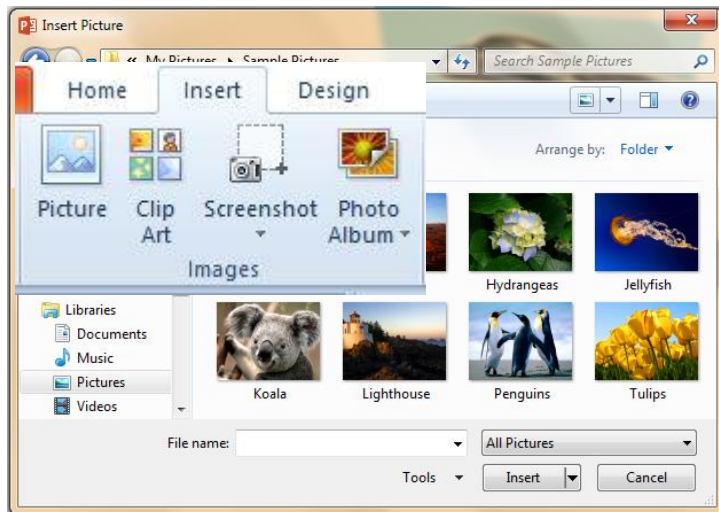 Insert Picture
« My Pictures ▸ Sample Pictures
Search Sample Pictures
Home Insert Design
Arrange by: Folder
Picture Clip Art Screenshot Photo Album
Images
Hydrangeas Jellyfish
Libraries
Documents
Music
Pictures
Videos
Koala Lighthouse Penguins Tulips
File name: All Pictures
Tools Insert Cancel